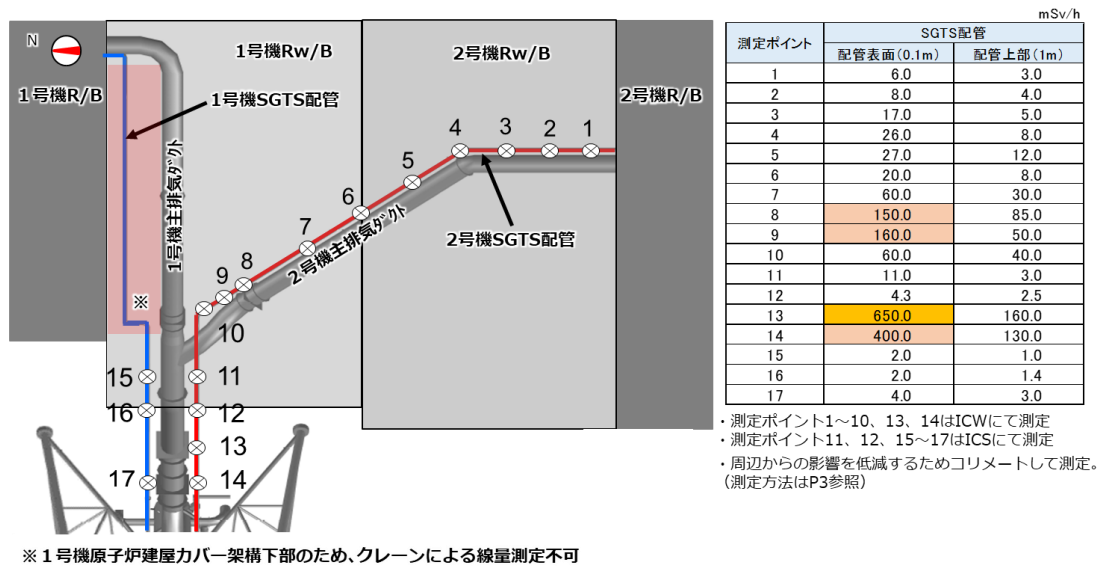 N
1号機R/B
1号機Rw/B
2号機Rw/B
2号機R/B
1号機SGTS配管
1号機主排気ダクト
2号機主排気ダクト
2号機SGTS配管
4
3
2
1
5
6
7
8
9
10
※
15
11
16
12
13
17
14
※１号機原子炉建屋カバー架構下部のため、クレーンによる線量測定不可
mSv/h
測定ポイント SGTS配管
配管表面(0.1m) 配管上部(1m)
1 6.0 3.0
2 8.0 4.0
3 17.0 5.0
4 26.0 8.0
5 27.0 12.0
6 20.0 8.0
7 60.0 30.0
8 150.0 85.0
9 160.0 50.0
10 60.0 40.0
11 11.0 3.0
12 4.3 2.5
13 650.0 160.0
14 400.0 130.0
15 2.0 1.0
16 2.0 1.4
17 4.0 3.0
・測定ポイント1～10、13、14はICWにて測定
・測定ポイント11、12、15～17はICSにて測定
・周辺からの影響を低減するためコリメートして測定。
（測定方法はP3参照）